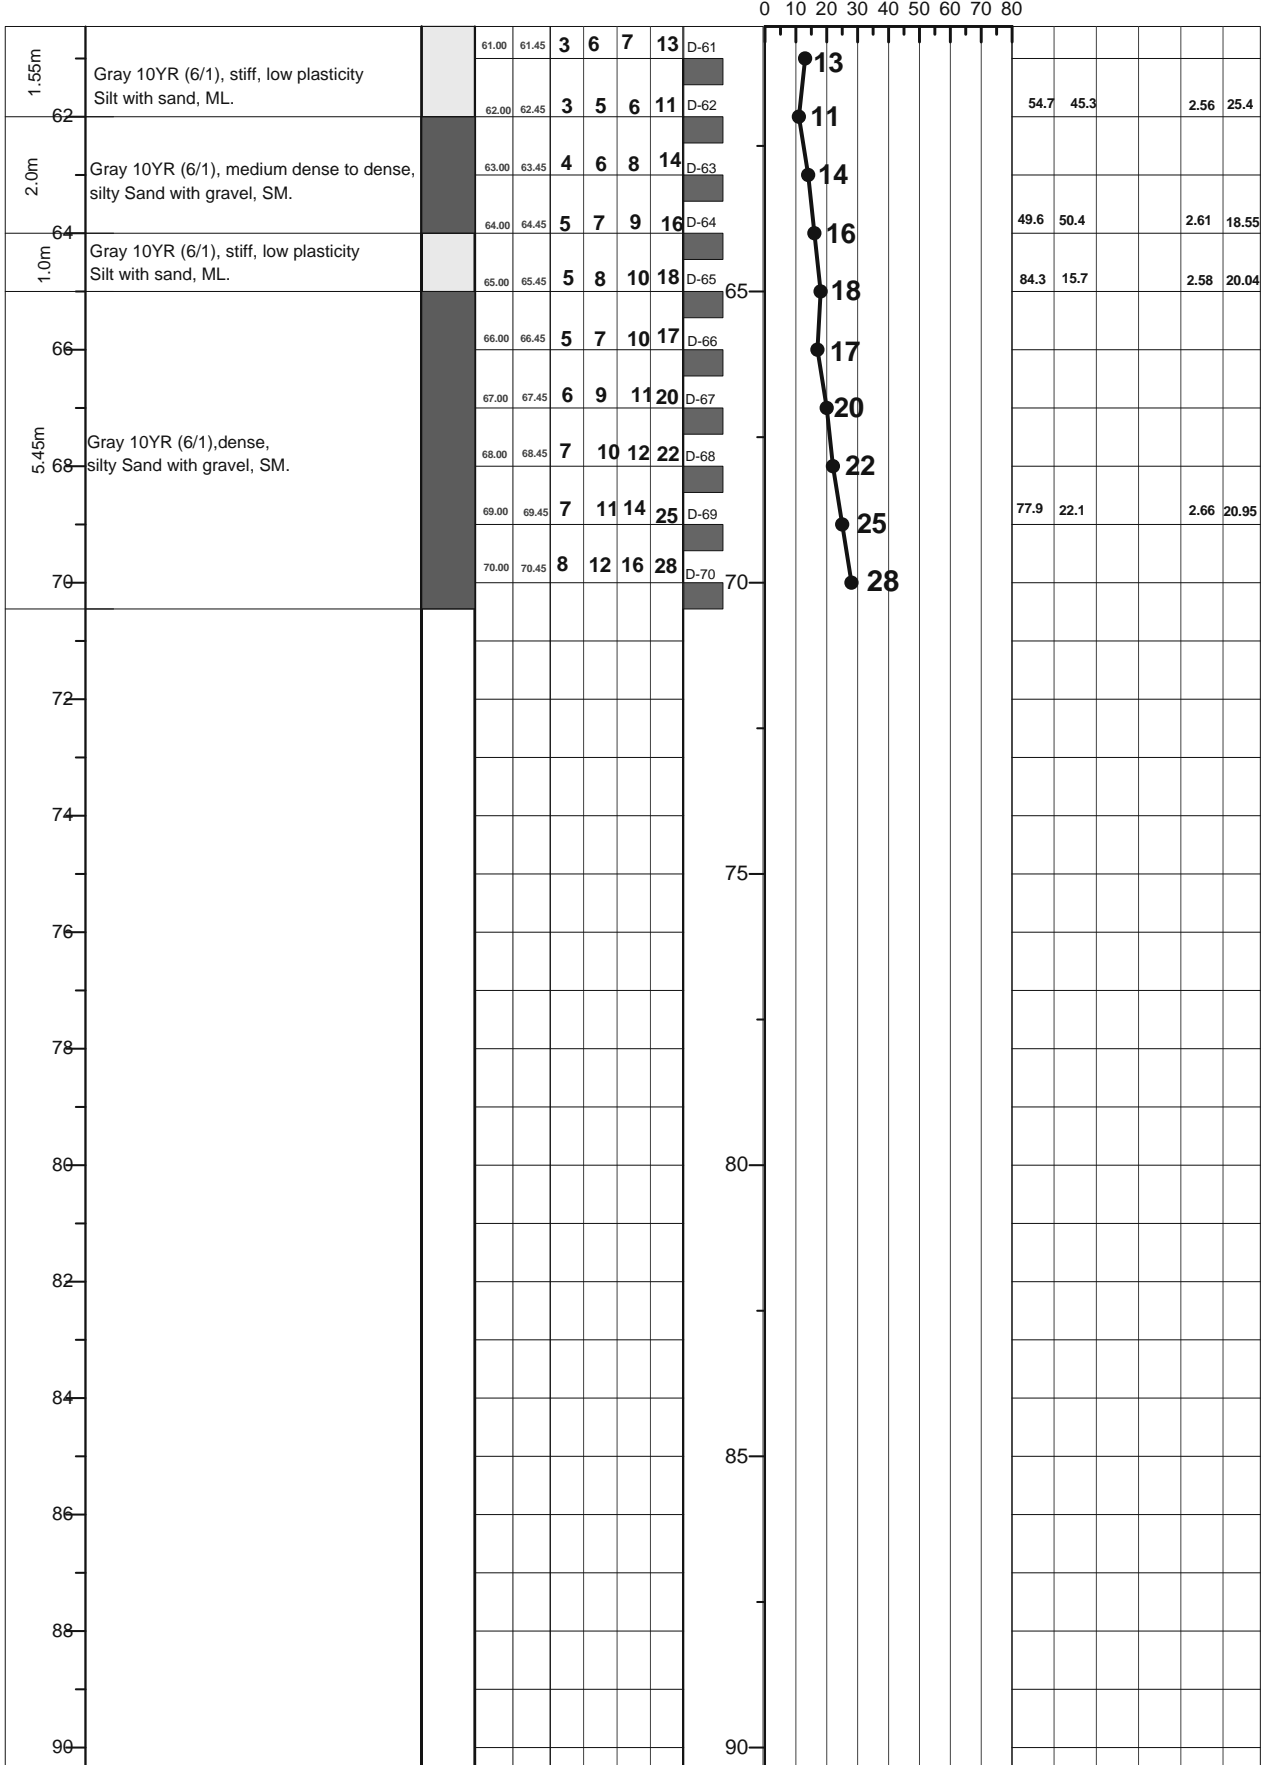 0 10 20 30 40 50 60 70 80
1.55m
Gray 10YR (6/1), stiff, low plasticity
Silt with sand, ML.
61.00 61.45 3 6 7 13 D-61
13
62.00 62.45 3 5 6 11 D-62
54.7 45.3 2.56 25.4
62
11
2.0m
Gray 10YR (6/1), medium dense to dense,
silty Sand with gravel, SM.
63.00 63.45 4 6 8 14 D-63
14
64.00 64.45 5 7 9 16 D-64
49.6 50.4 2.61 18.55
64
16
1.0m
Gray 10YR (6/1), stiff, low plasticity
Silt with sand, ML.
65.00 65.45 5 8 10 18 D-65
84.3 15.7 2.58 20.04
65
18
66.00 66.45 5 7 10 17 D-66
66
17
67.00 67.45 6 9 11 20 D-67
20
5.45m
Gray 10YR (6/1),dense,
silty Sand with gravel, SM.
68.00 68.45 7 10 12 22 D-68
68
22
69.00 69.45 7 11 14 25 D-69
77.9 22.1 2.66 20.95
25
70.00 70.45 8 12 16 28 D-70
70
70
28
72
74
75
76
78
80
80
82
84
85
86
88
90
90